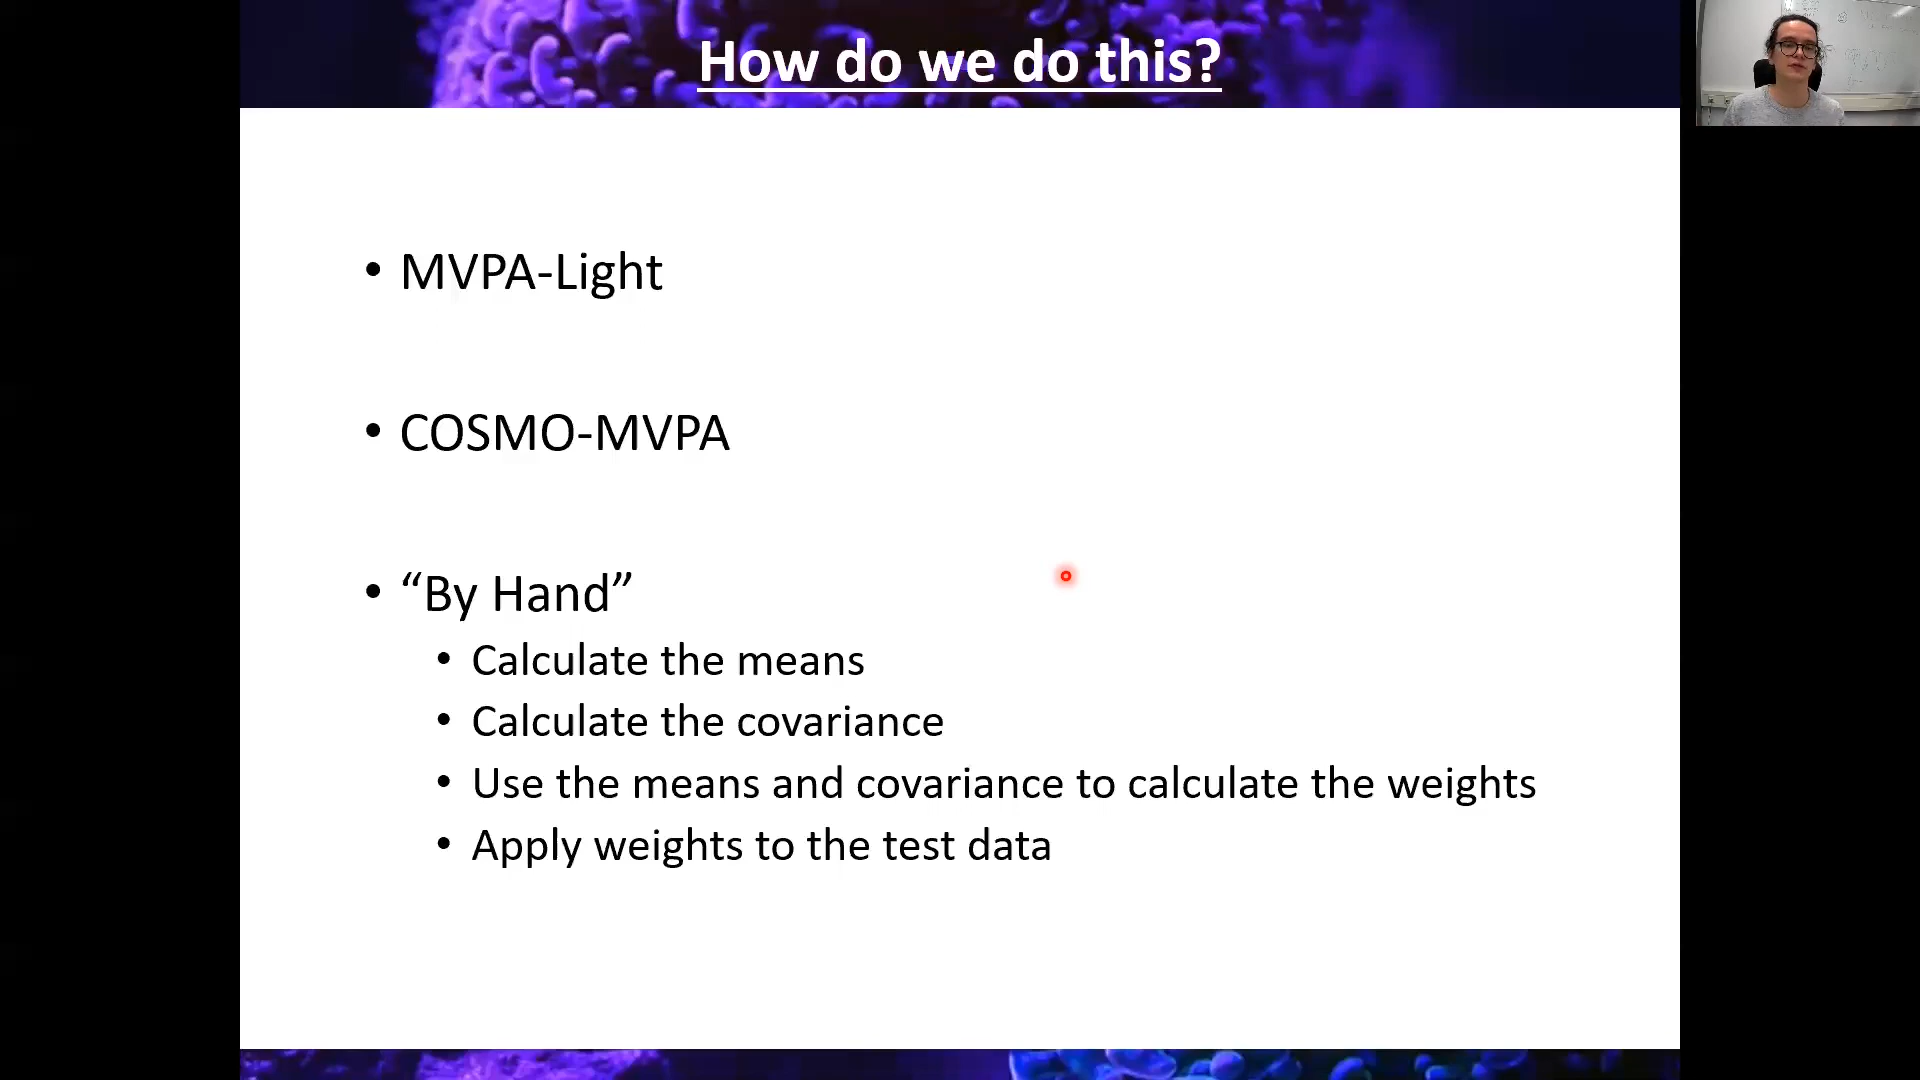 How do we do this?
• MVPA-Light
• COSMO-MVPA
• “By Hand”
• Calculate the means
• Calculate the covariance
• Use the means and covariance to calculate the weights
• Apply weights to the test data